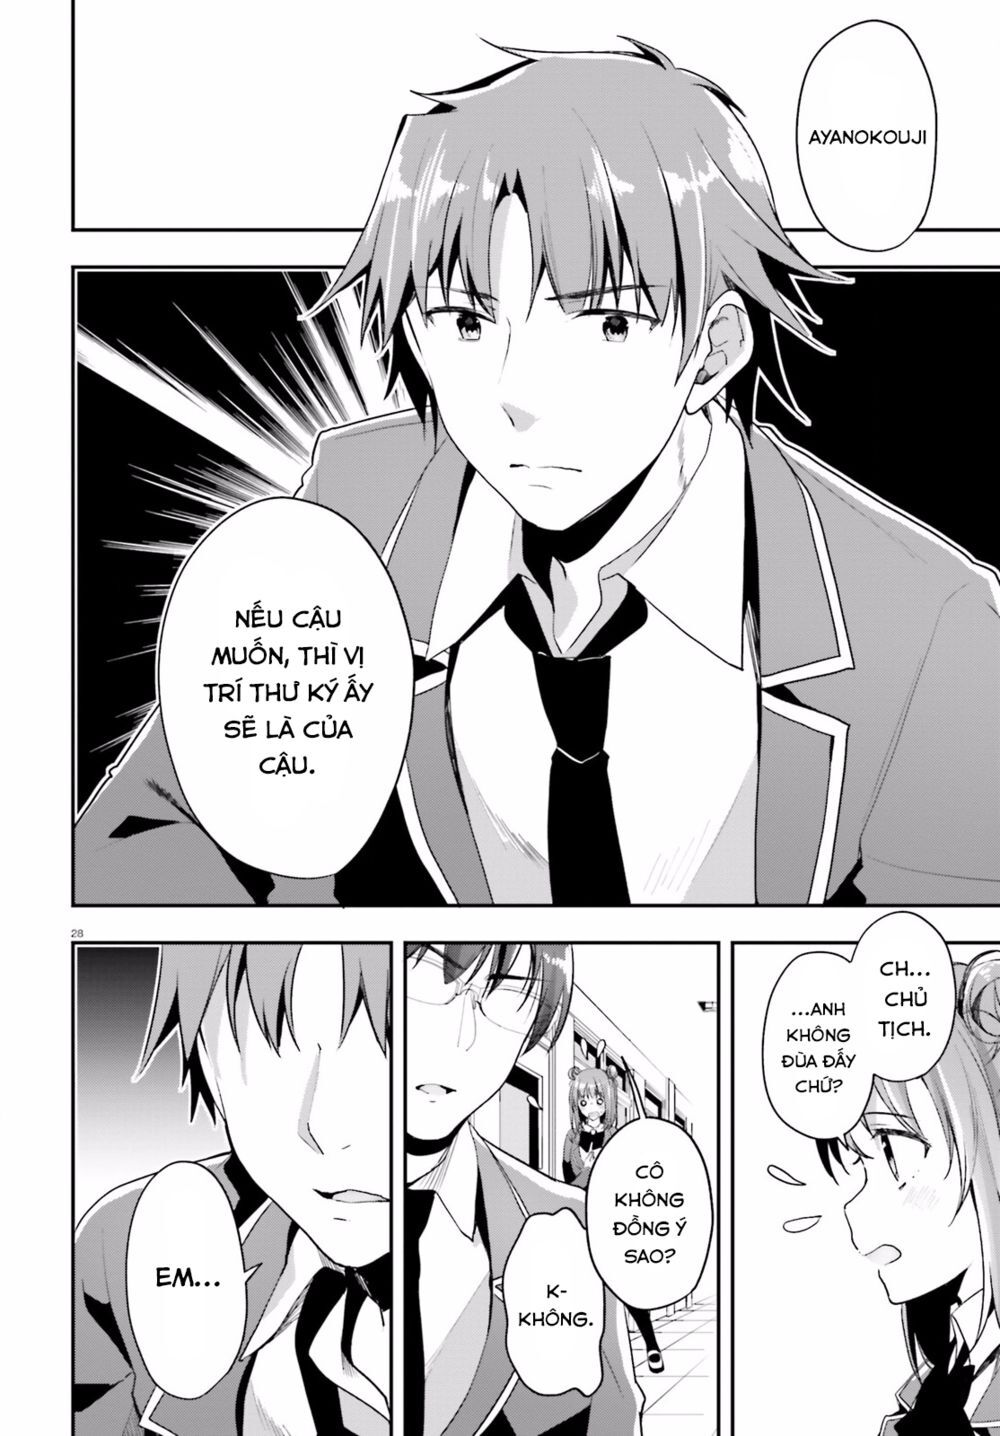 AYANOKOUJI
NẾU CẬU
MUỐN, THÌ VỊ
TRÍ THƯ KÝ ẤY
SẼ LÀ CỦA
CẬU.
28
CH...
CHỦ
TỊCH.
...ANH
KHÔNG
ĐÙA ĐẤY
CHỨ?
CÔ
KHÔNG
ĐỒNG Ý
SAO?
K-
KHÔNG.
EM...